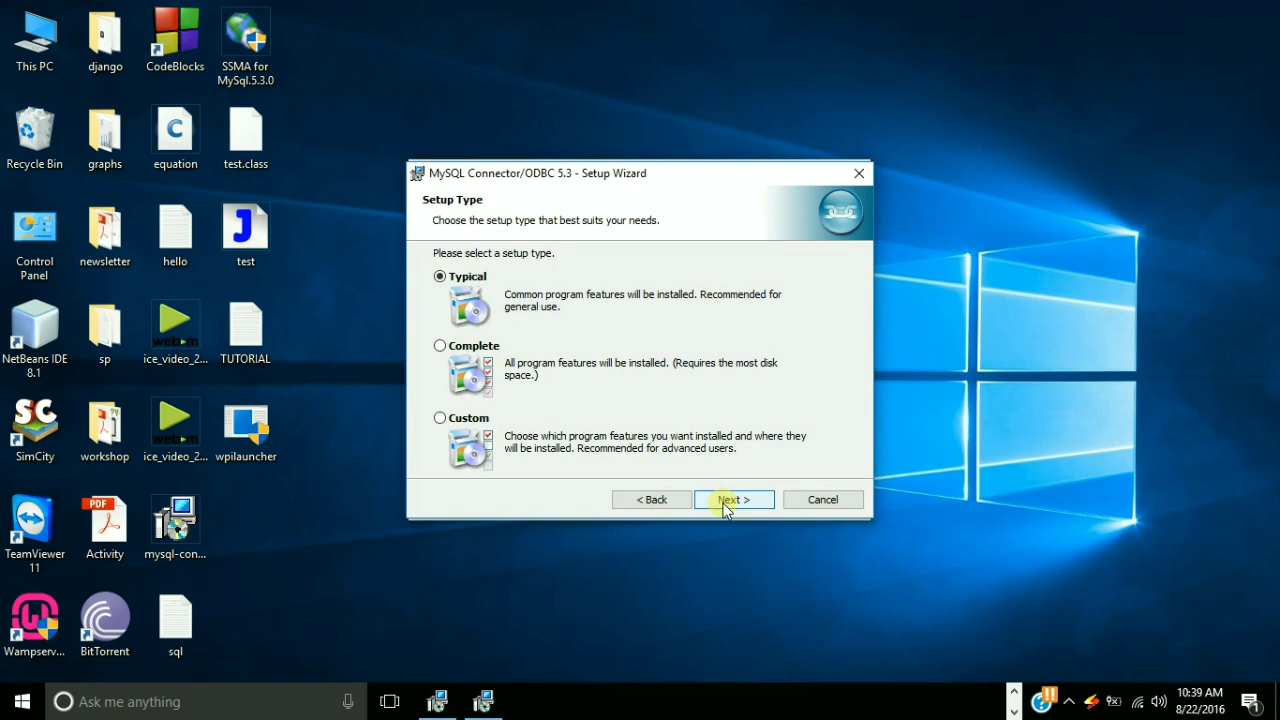 This PC
django
CodeBlocks
SSMA for
MySql.5.3.0
Recycle Bin
graphs
equation
test.class
Control
Panel
newsletter
hello
test
NetBeans IDE
8.1
sp
ice_video_2...
TUTORIAL
SimCity
workshop
ice_video_2...
wpilauncher
TeamViewer
11
Activity
mysql-con...
Wampserv...
BitTorrent
sql
C
J
webm
webm
SC
PDF
MySQL Connector/ODBC 5.3 - Setup Wizard
Setup Type
Choose the setup type that best suits your needs.
Please select a setup type.
Typical
Common program features will be installed. Recommended for
general use.
Complete
All program features will be installed. (Requires the most disk
space.)
Custom
Choose which program features you want installed and where they
will be installed. Recommended for advanced users.
< Back
Next >
Cancel
Ask me anything
10:39 AM
8/22/2016
1